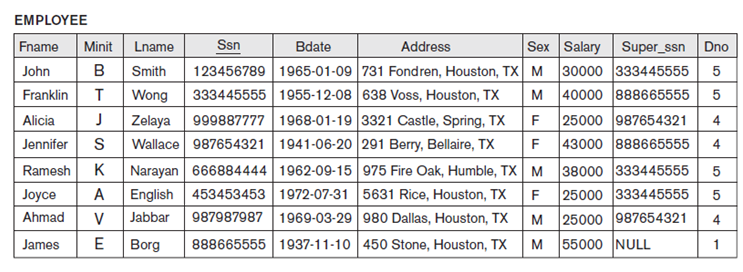 EMPLOYEE
Fname Minit Lname Ssn Bdate Address Sex Salary Super_ssn Dno
John B Smith 123456789 1965-01-09 731 Fondren, Houston, TX M 30000 333445555 5
Franklin T Wong 333445555 1955-12-08 638 Voss, Houston, TX M 40000 888665555 5
Alicia J Zelaya 999887777 1968-01-19 3321 Castle, Spring, TX F 25000 987654321 4
Jennifer S Wallace 987654321 1941-06-20 291 Berry, Bellaire, TX F 43000 888665555 4
Ramesh K Narayan 666884444 1962-09-15 975 Fire Oak, Humble, TX M 38000 333445555 5
Joyce A English 453453453 1972-07-31 5631 Rice, Houston, TX F 25000 333445555 5
Ahmad V Jabbar 987987987 1969-03-29 980 Dallas, Houston, TX M 25000 987654321 4
James E Borg 888665555 1937-11-10 450 Stone, Houston, TX M 55000 NULL 1